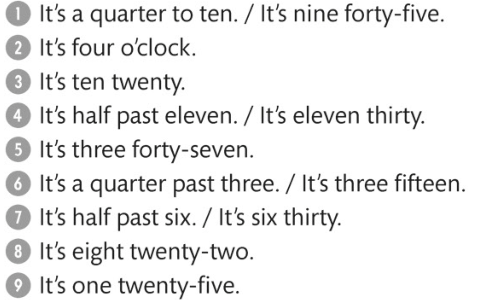 1 It's a quarter to ten. / It's nine forty-five.
2 It's four o'clock.
3 It's ten twenty.
4 It's half past eleven. / It's eleven thirty.
5 It's three forty-seven.
6 It's a quarter past three. / It's three fifteen.
7 It's half past six. / It's six thirty.
8 It's eight twenty-two.
9 It's one twenty-five.